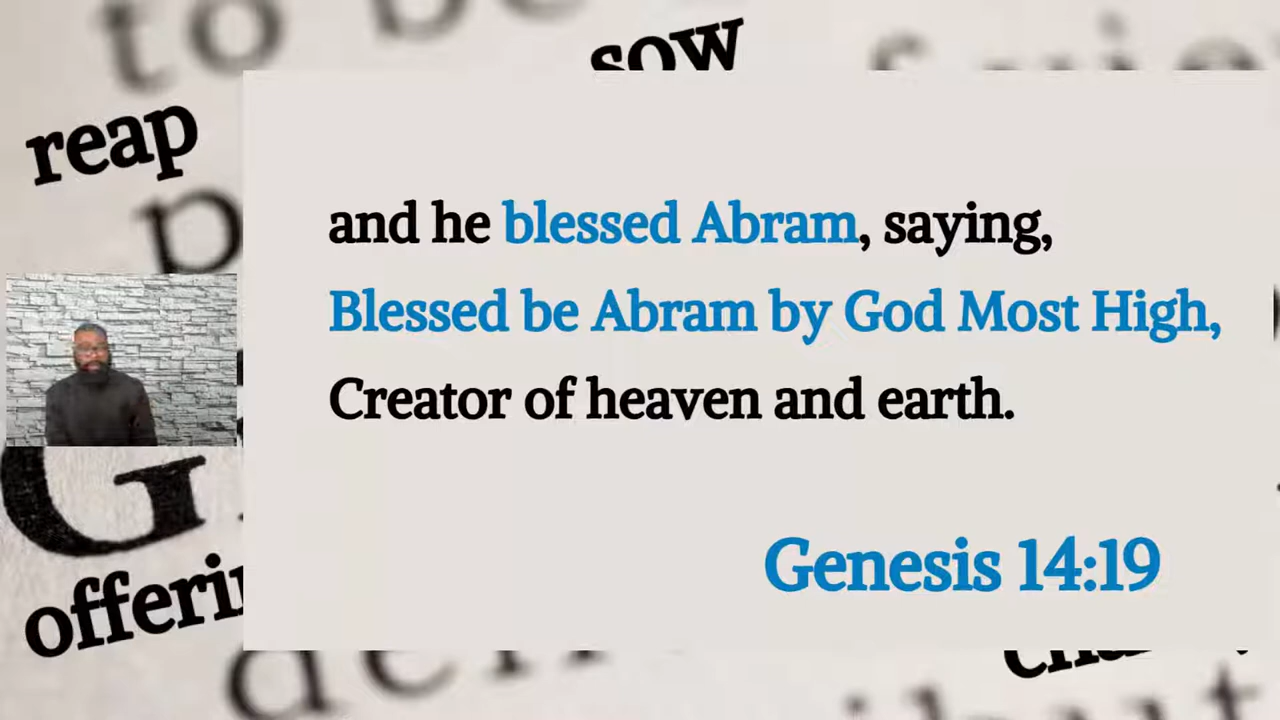 sow
reap
and he blessed Abram, saying,
Blessed be Abram by God Most High,
Creator of heaven and earth.
Genesis 14:19